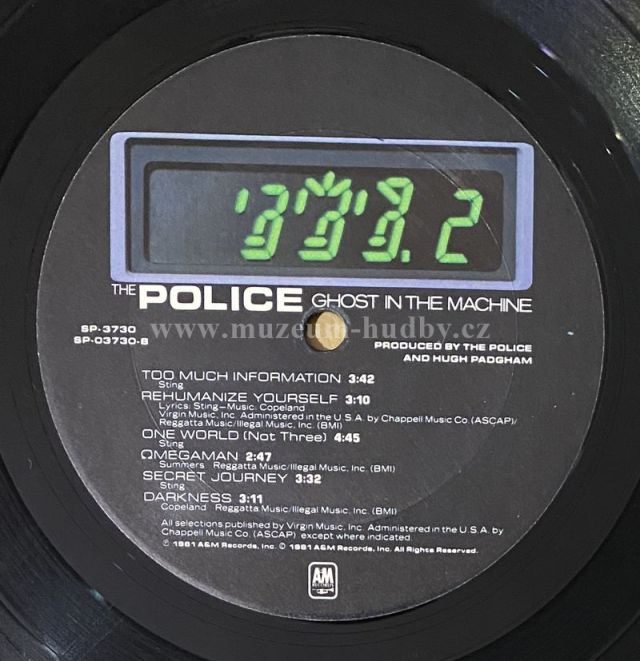 .2
THE POLICE GHOST IN THE MACHINE
SP-3730
SP-03730-B
www.muzeum-hudby.cz
PRODUCED BY THE POLICE
AND HUGH PADGHAM
TOO MUCH INFORMATION 3:42
Sting
REHUMANIZE YOURSELF 3:10
Lyrics: Sting–Music: Copeland
Virgin Music, Inc. Administered in the U.S.A. by Chappell Music Co. (ASCAP)/
Reggatta Music/Illegal Music, Inc. (BMI)
ONE WORLD (Not Three) 4:45
Sting
ΩMEGAMAN 2:47
Summers Reggatta Music/Illegal Music, Inc. (BMI)
SECRET JOURNEY 3:32
Sting
DARKNESS 3:11
Copeland Reggatta Music/Illegal Music, Inc. (BMI)
All selections published by Virgin Music, Inc. Administered in the U.S.A. by
Chappell Music Co. (ASCAP) except where indicated.
℗ 1981 A&M Records, Inc. © 1981 A&M Records, Inc. All Rights Reserved.
A&M
RECORDS